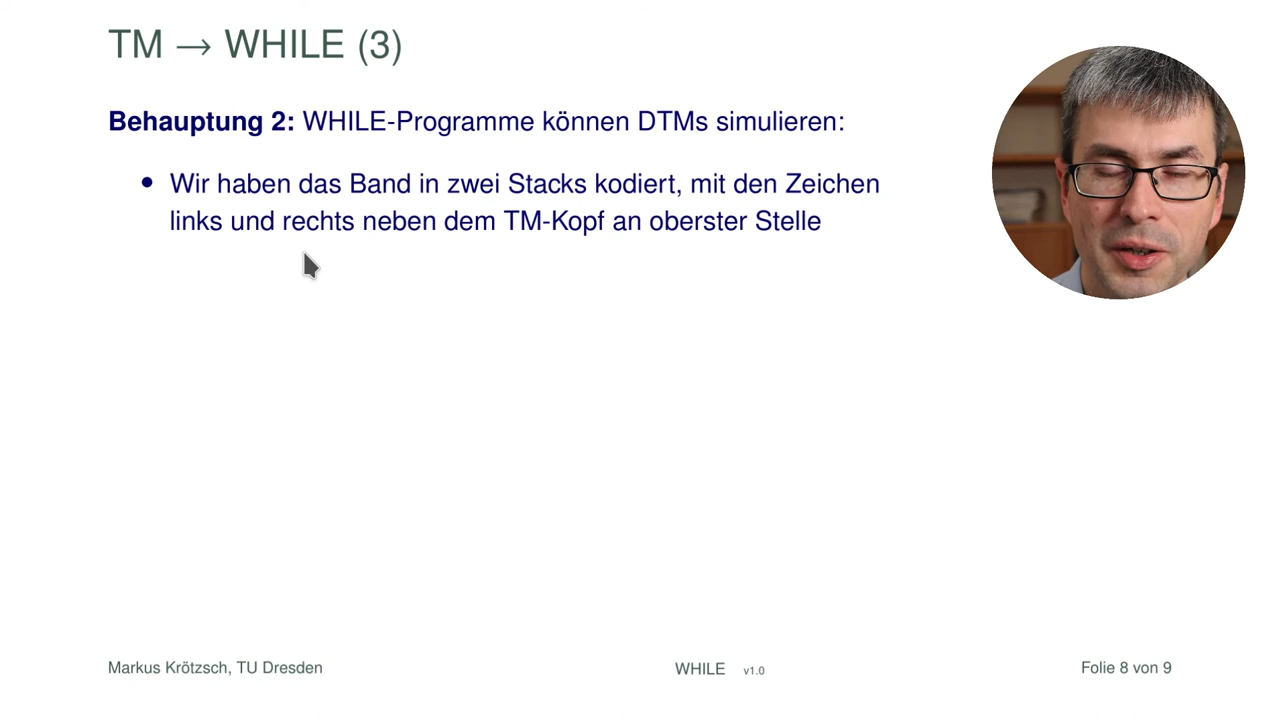 TM → WHILE (3)
Behauptung 2: WHILE-Programme können DTMs simulieren:
• Wir haben das Band in zwei Stacks kodiert, mit den Zeichen
links und rechts neben dem TM-Kopf an oberster Stelle
Markus Krötzsch, TU Dresden WHILE v1.0 Folie 8 von 9